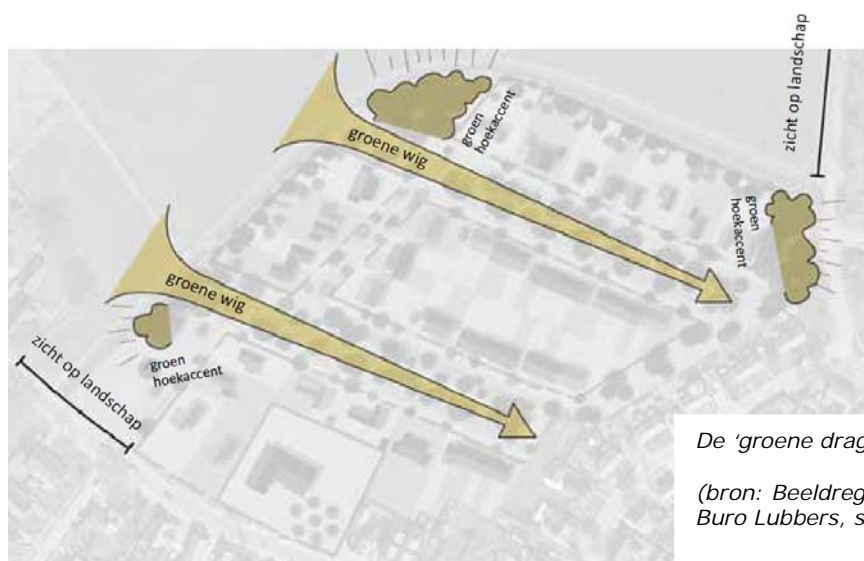 zicht op landschap
groen
hoekaccent
groene wig
groen
hoekaccent
groene wig
groen
hoekaccent
zicht op landschap
De 'groene drag
(bron: Beeldreg
Buro Lubbers, s